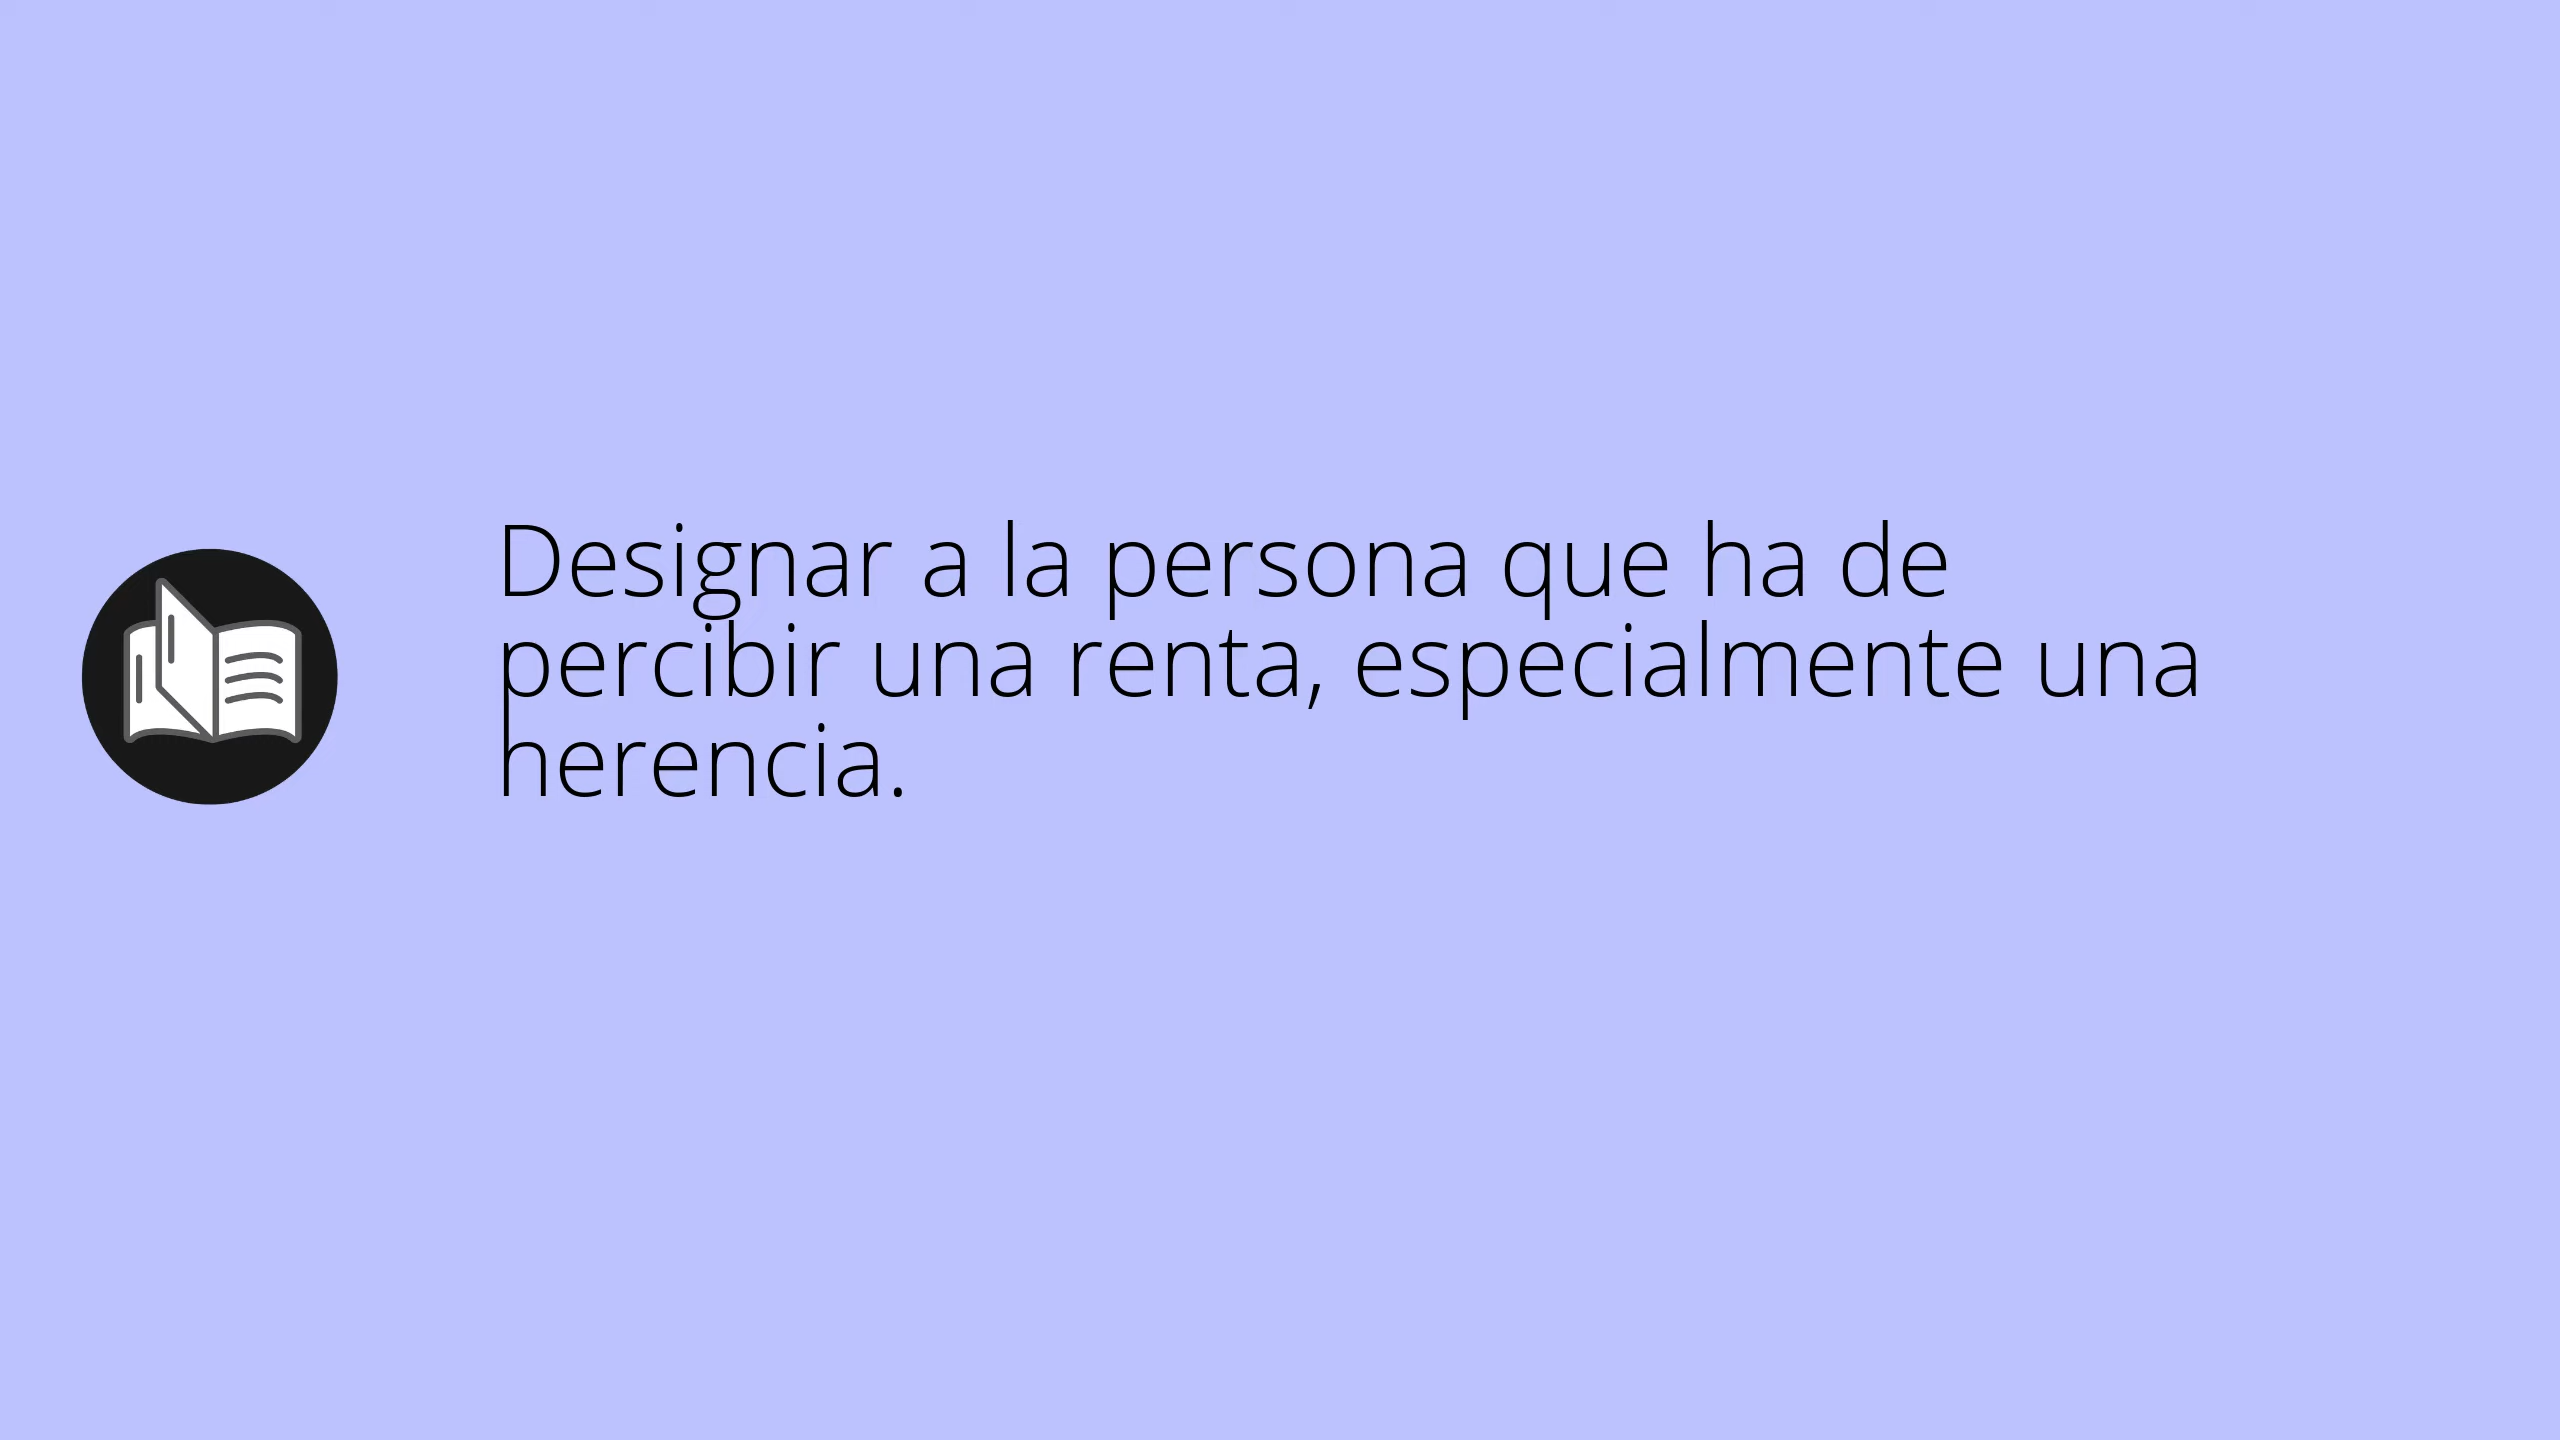 Designar a la persona que ha de
percibir una renta, especialmente una
herencia.